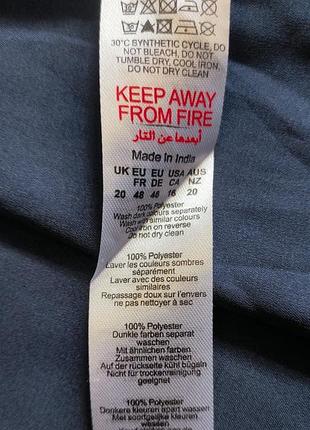 30°C SYNTHETIC CYCLE, DO
NOT BLEACH, DO NOT
TUMBLE DRY, COOL IRON,
DO NOT DRY CLEAN
KEEP AWAY
FROM FIRE
أبعدها عن النار
Made in India
UK EU EU USA AUS
FR DE CA NZ
20 48 46 16 20
100% Polyester
Wash dark colours separately
Wash with similar colours
Cool iron on reverse
Do not dry clean
100% Polyester
Laver les couleurs sombres
séparément
Laver avec des couleurs
similaires
Repassage doux sur l'envers
ne pas nettoyer à sec
100% Polyester
Dunkle farben separat
waschen
Mit ähnlichen farben
Zusammen waschen
Auf der rückseite kühl bügeln
Nicht für trockenreinigung
geeignet
100% Polyester
Donkere kleuren apart wassen
Met soortgelijke kleuren
wassen